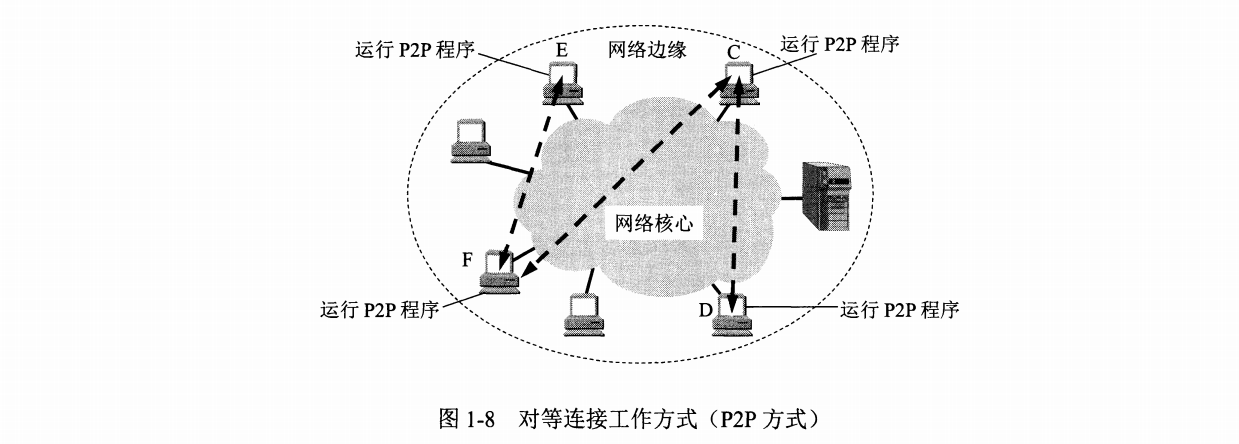 运行 P2P 程序
E
网络边缘
C
运行 P2P 程序
网络核心
F
运行 P2P 程序
D
运行 P2P 程序
图 1-8 对等连接工作方式（P2P 方式）